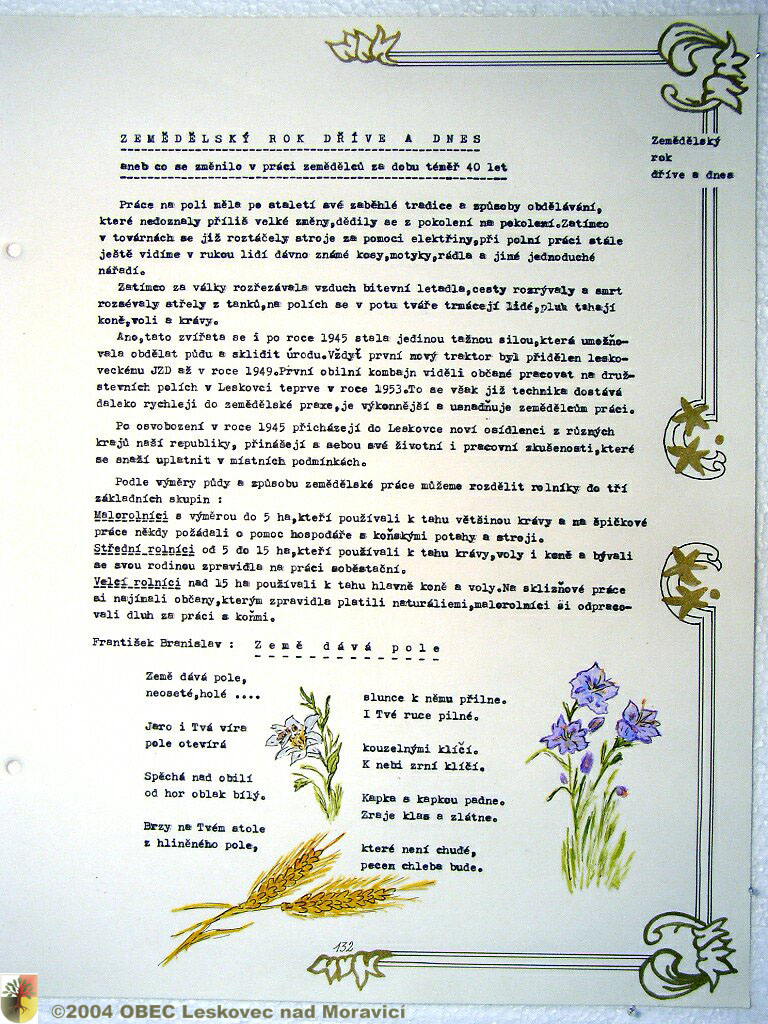 ZEMĚDĚLSKÝ ROK DŘÍVE A DNES
aneb co se změnilo v práci zemědělců za dobu téměř 40 let
Zemědělský
rok
dříve a dnes
Práce na poli měla po staletí své zaběhlé tradice a způsoby obdělávání,
které nedoznaly příliš velké změny,dědily se z pokolení na pokolení.Zatímco
v továrnách se již roztáčely stroje za pomoci elektřiny,při polní práci stále
ještě vidíme v rukou lidí dávno známé kosy,motyky,rádla a jiné jednoduché
nářadí.
Zatímco za války rozřezávala vzduch bitevní letadla,cesty rozrývaly a smrt
rozsévaly střely z tanků,na polích se v potu tváře trmácejí lidé,pluh tahají
koně,voli a krávy.
Ano,tato zvířata se i po roce 1945 stala jedinou tažnou silou,která umožňo-
vala obdělat půdu a sklidit úrodu.Vždyť první nový traktor byl přidělen lesko-
veckému JZD až v roce 1949.První obilní kombajn viděli občané pracovat na druž-
stevních polích v Leskovci teprve v roce 1953.To se však již technika dostává
daleko rychleji do zemědělské praxe,je výkonnější a usnadňuje zemědělcům práci.
Po osvobození v roce 1945 přicházejí do Leskovce noví osídlenci z různých
krajů naší republiky, přinášejí s sebou své životní i pracovní zkušenosti,které
se snaží uplatnit v místních podmínkách.
Podle výměry půdy a způsobu zemědělské práce můžeme rozdělit rolníky do tří
základních skupin :
Malorolníci s výměrou do 5 ha,kteří používali k tahu většinou krávy a na špičkové
práce někdy požádali o pomoc hospodáře s koňskými potahy a stroji.
Střední rolníci od 5 do 15 ha,kteří používali k tahu krávy,voly i koně a bývali
se svou rodinou zpravidla na práci soběstační.
Velcí rolníci nad 15 ha používali k tahu hlavně koně a voly.Na sklizňové práce
si najímali občany,kterým zpravidla platili naturáliemi,malorolníci si odpraco-
vali dluh za práci s koňmi.
František Branislav : Země dává pole
Země dává pole,
neoseté,holé ....
Jaro i Tvá víra
pole otevírá
Spěchá nad obilí
od hor oblak bílý.
Brzy na Tvém stole
z hliněného pole,
slunce k němu přilne.
I Tvé ruce pilné.
kouzelnými klíčí.
K nebi zrní klíčí.
Kapka s kapkou padne.
Zraje klas a zlátne.
které není chudé,
pecen chleba bude.
132
©2004 OBEC Leskovec nad Moravicí